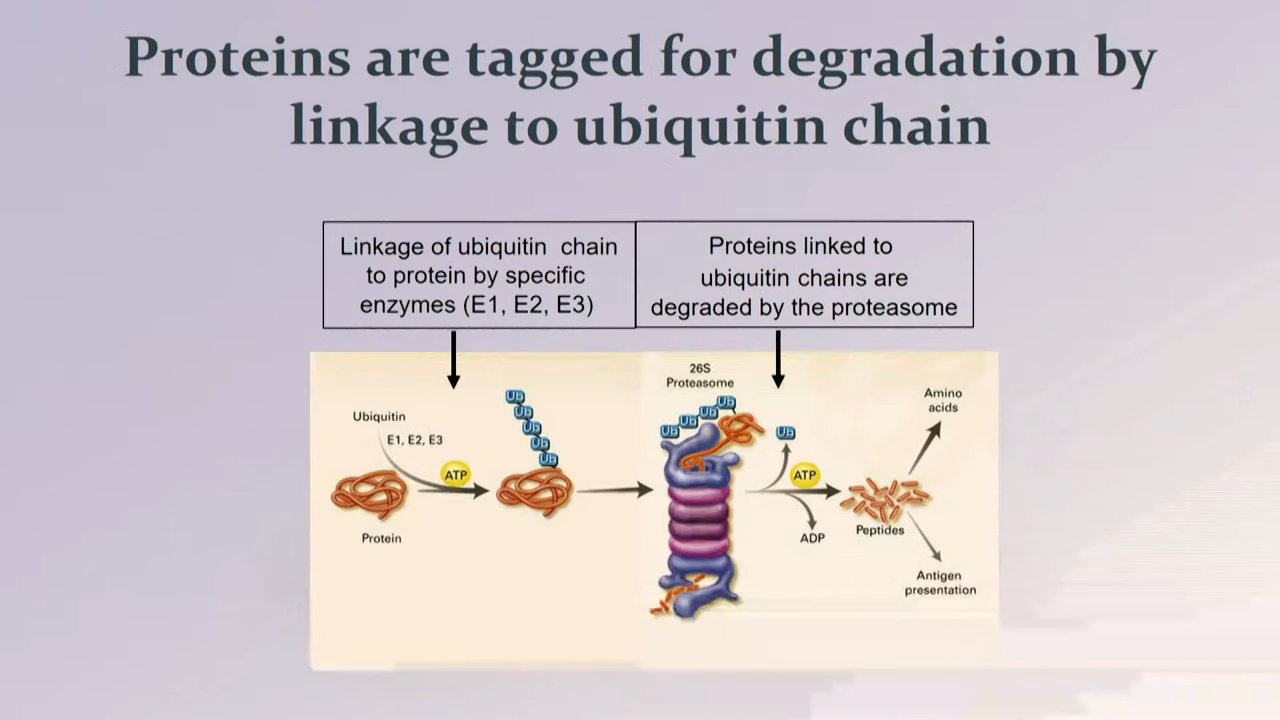 Proteins are tagged for degradation by
linkage to ubiquitin chain
Linkage of ubiquitin chain
to protein by specific
enzymes (E1, E2, E3)
Proteins linked to
ubiquitin chains are
degraded by the proteasome
Ubiquitin
E1, E2, E3
ATP
Protein
Ub
Ub
Ub
Ub
Ub
26S
Proteasome
Ub
Ub
Ub
Ub
Ub
ATP
ADP
Peptides
Amino
acids
Antigen
presentation